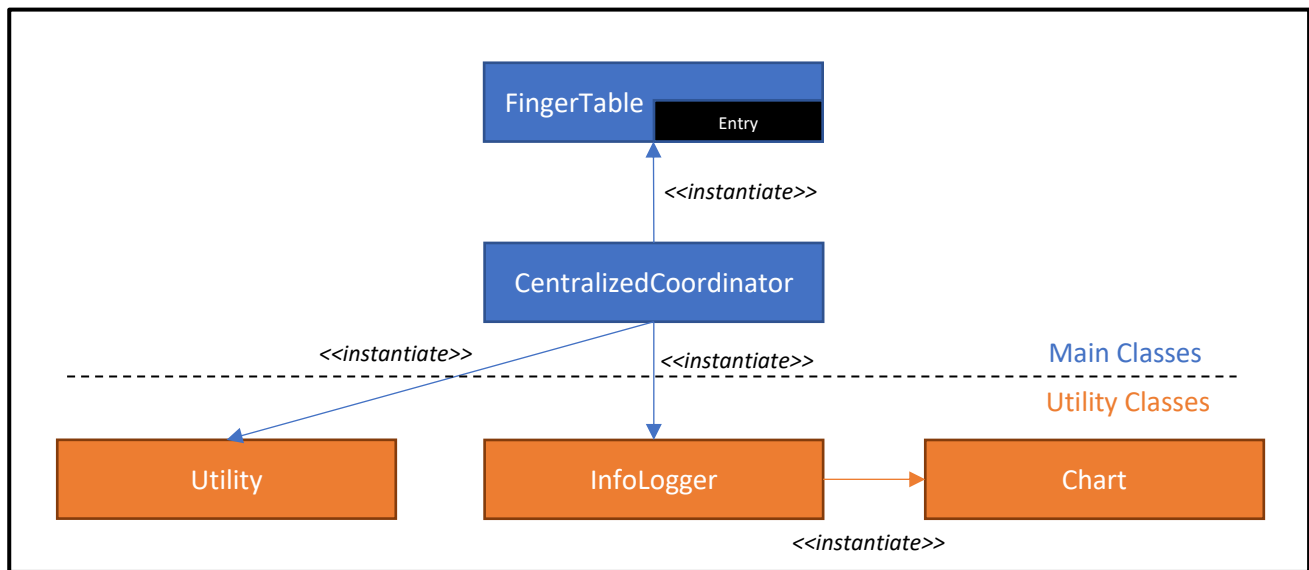 FingerTable
Entry
<<instantiate>>
CentralizedCoordinator
<<instantiate>>
<<instantiate>>
Main Classes
Utility Classes
Utility
InfoLogger
Chart
<<instantiate>>